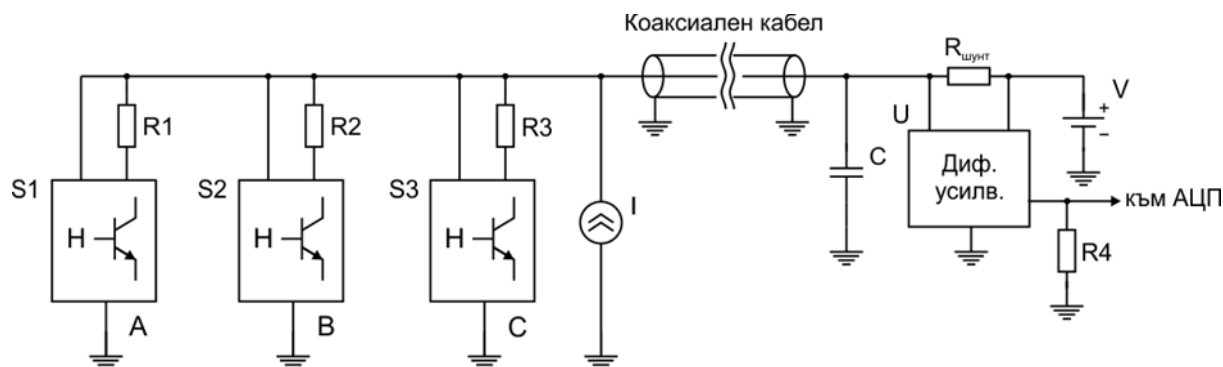 Коаксиален кабел
Rшунт
R1
R2
R3
U
C
V
+
−
Диф.
усилв.
S1
S2
S3
H
H
H
I
към АЦП
R4
A
B
C